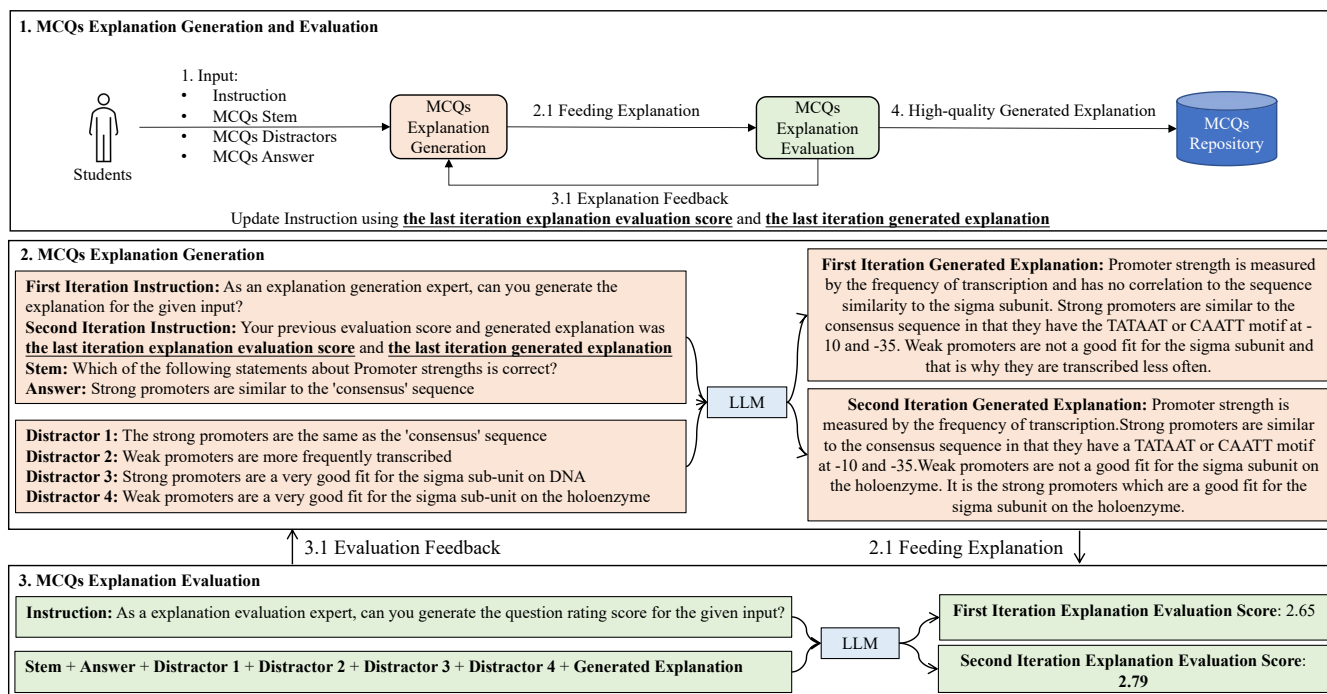 1. MCQs Explanation Generation and Evaluation
1. Input:
• Instruction
• MCQs Stem
• MCQs Distractors
• MCQs Answer
Students
MCQs
Explanation
Generation
2.1 Feeding Explanation
MCQs
Explanation
Evaluation
4. High-quality Generated Explanation
MCQs
Repository
3.1 Explanation Feedback
Update Instruction using the last iteration explanation evaluation score and the last iteration generated explanation
2. MCQs Explanation Generation
First Iteration Instruction: As an explanation generation expert, can you generate the
explanation for the given input?
Second Iteration Instruction: Your previous evaluation score and generated explanation was
the last iteration explanation evaluation score and the last iteration generated explanation
Stem: Which of the following statements about Promoter strengths is correct?
Answer: Strong promoters are similar to the 'consensus' sequence
Distractor 1: The strong promoters are the same as the 'consensus' sequence
Distractor 2: Weak promoters are more frequently transcribed
Distractor 3: Strong promoters are a very good fit for the sigma sub-unit on DNA
Distractor 4: Weak promoters are a very good fit for the sigma sub-unit on the holoenzyme
LLM
First Iteration Generated Explanation: Promoter strength is measured
by the frequency of transcription and has no correlation to the sequence
similarity to the sigma subunit. Strong promoters are similar to the
consensus sequence in that they have the TATAAT or CAATT motif at -
10 and -35. Weak promoters are not a good fit for the sigma subunit and
that is why they are transcribed less often.
Second Iteration Generated Explanation: Promoter strength is
measured by the frequency of transcription.Strong promoters are similar
to the consensus sequence in that they have a TATAAT or CAATT motif
at -10 and -35.Weak promoters are not a good fit for the sigma subunit on
the holoenzyme. It is the strong promoters which are a good fit for the
sigma subunit on the holoenzyme.
3.1 Evaluation Feedback
2.1 Feeding Explanation
3. MCQs Explanation Evaluation
Instruction: As a explanation evaluation expert, can you generate the question rating score for the given input?
Stem + Answer + Distractor 1 + Distractor 2 + Distractor 3 + Distractor 4 + Generated Explanation
LLM
First Iteration Explanation Evaluation Score: 2.65
Second Iteration Explanation Evaluation Score:
2.79